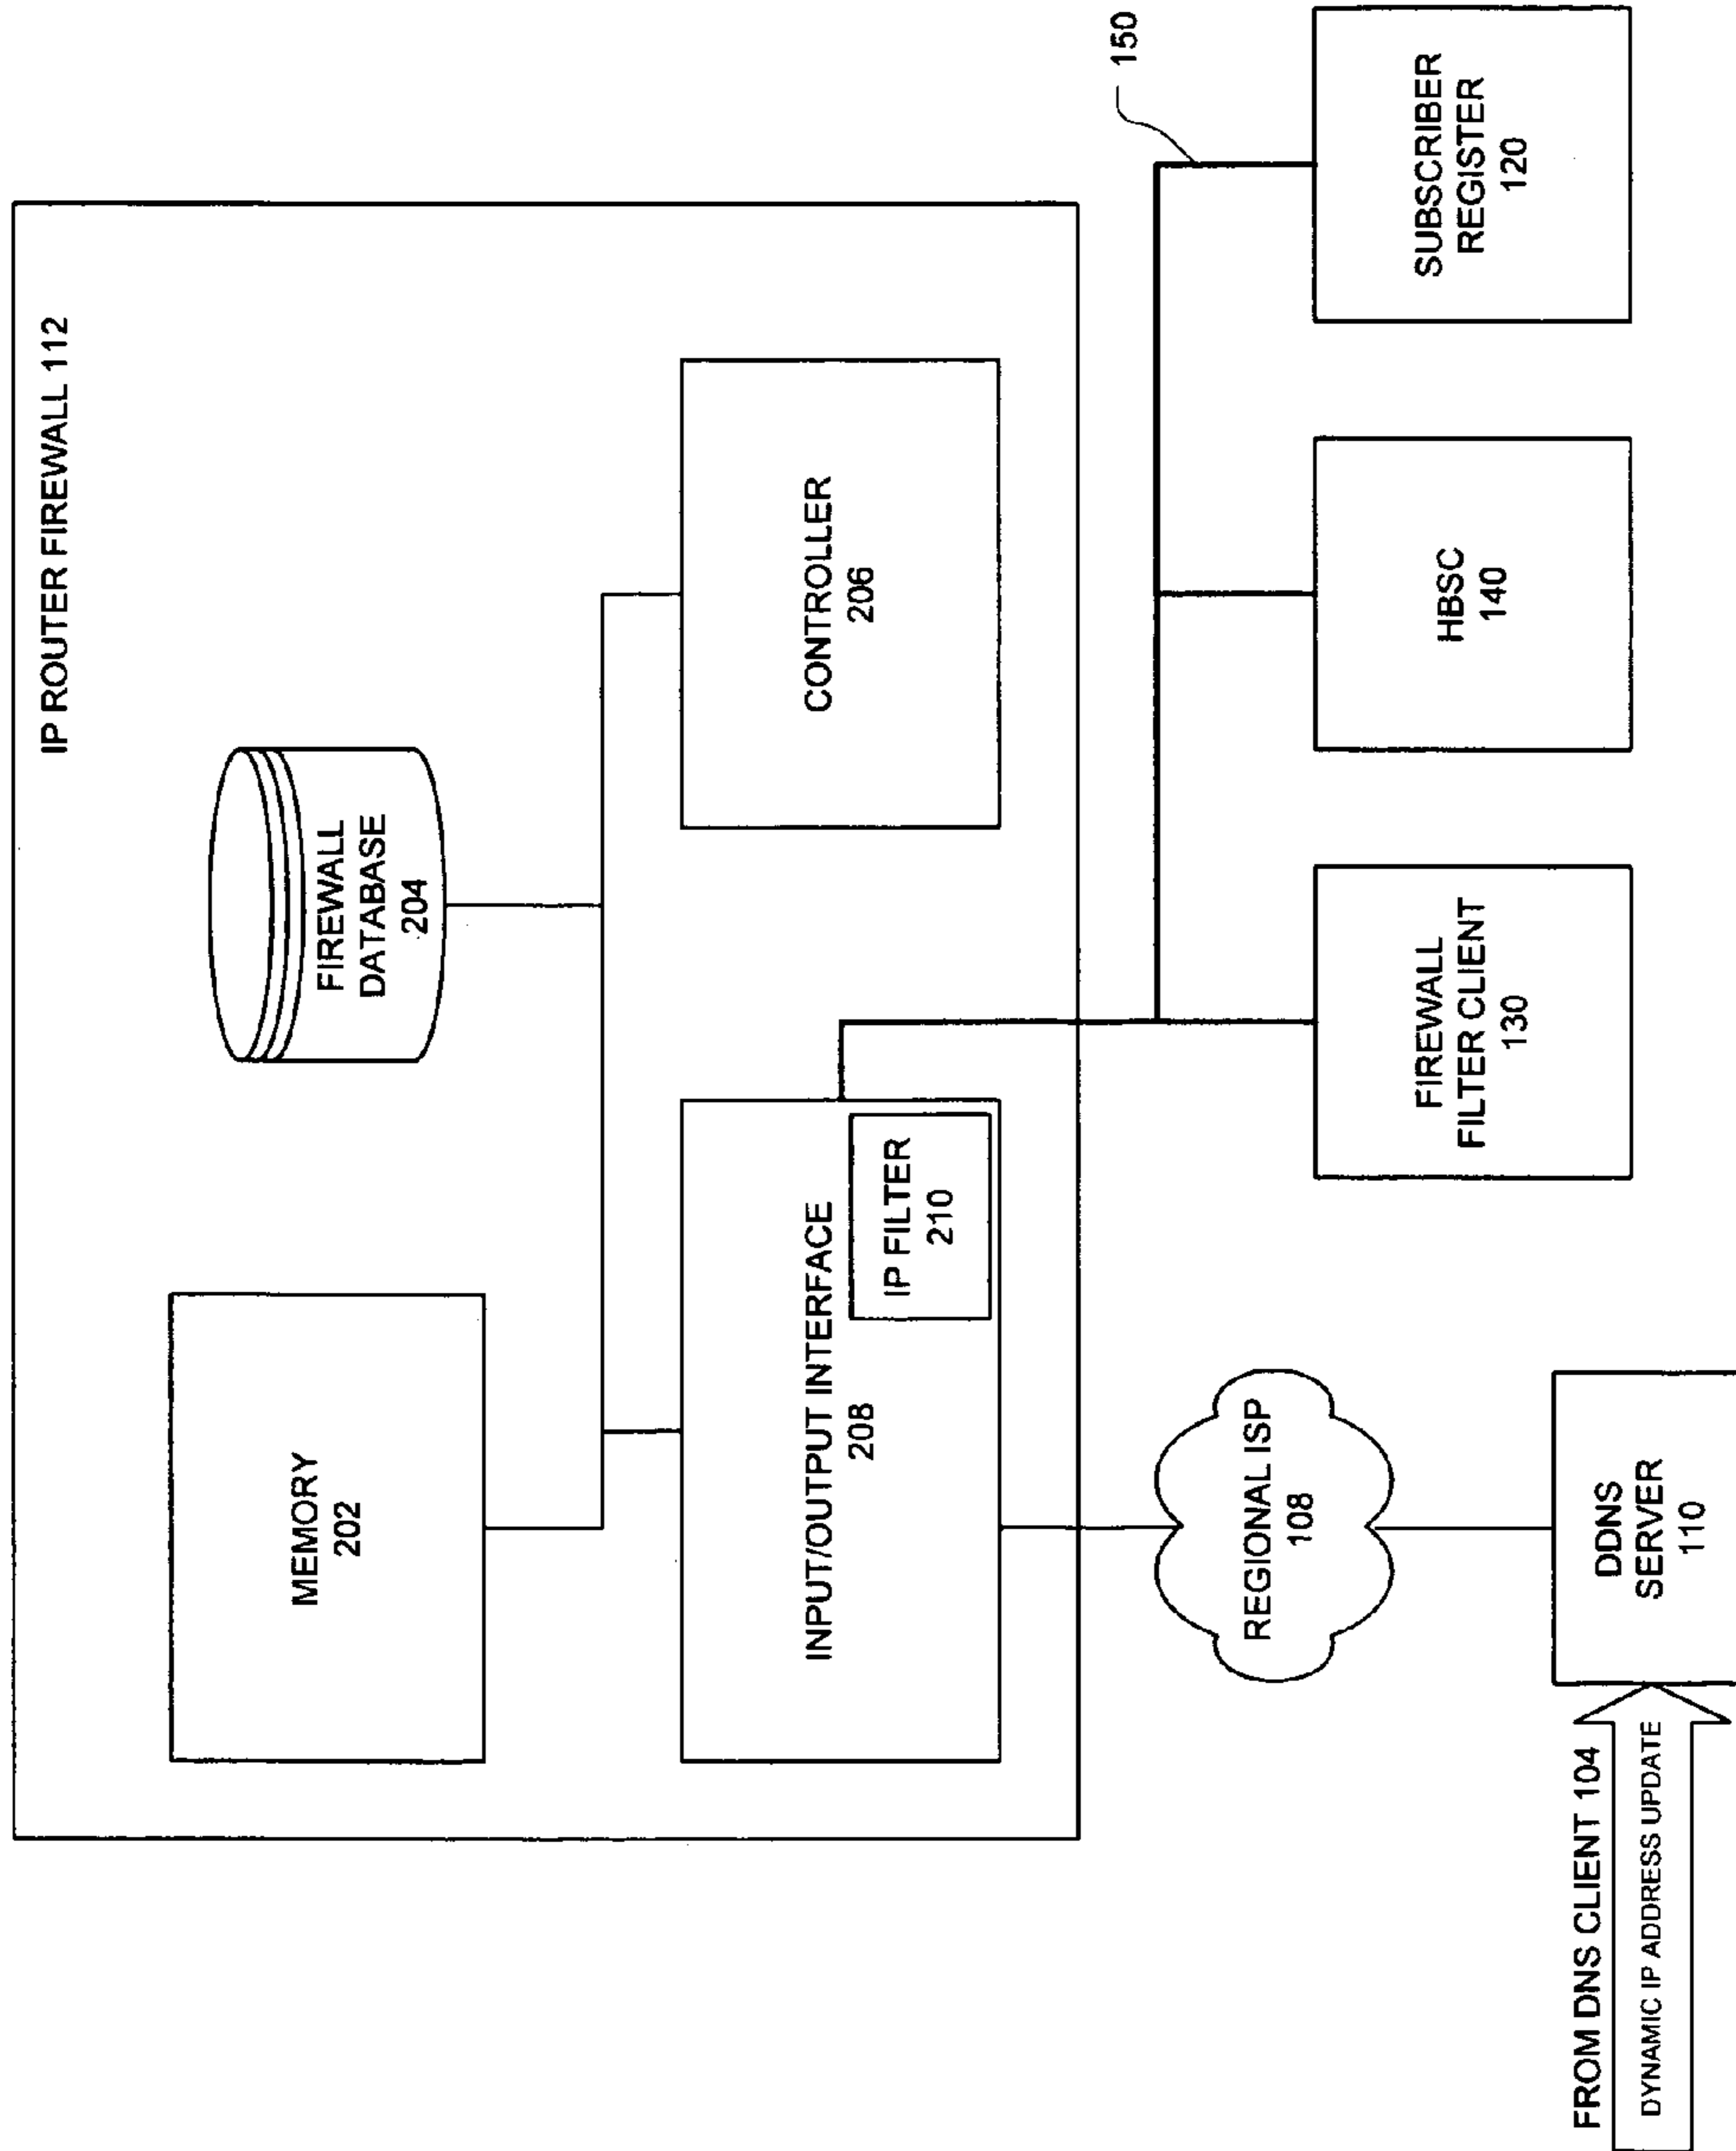 IP ROUTER FIREWALL 112
MEMORY
202
FIREWALL
DATABASE
204
INPUT/OUTPUT INTERFACE
208
IP FILTER
210
CONTROLLER
206
150
REGIONAL ISP
108
FIREWALL
FILTER CLIENT
130
HBSC
140
SUBSCRIBER
REGISTER
120
FROM DNS CLIENT 104
DYNAMIC IP ADDRESS UPDATE
DDNS
SERVER
110